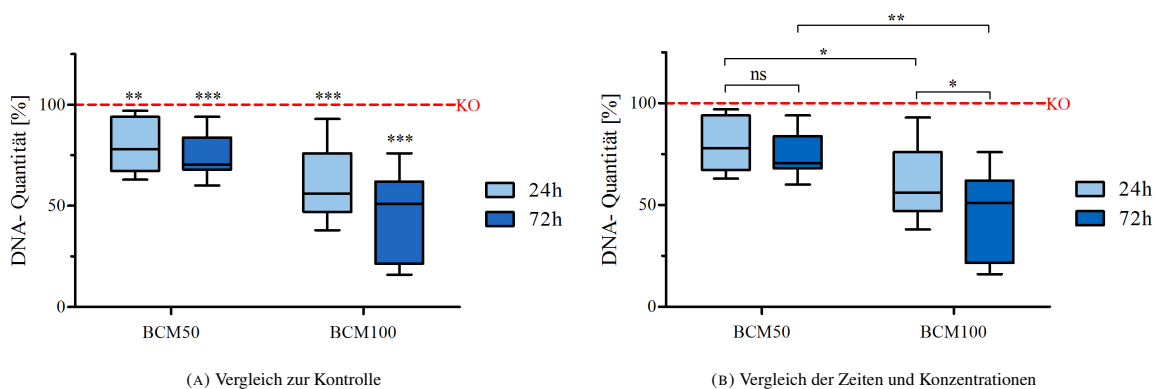 DNA- Quantität [%]
100
50
0
** *** ***
***
KO
24h
72h
BCM50 BCM100
(A) Vergleich zur Kontrolle
DNA- Quantität [%]
100
50
0
**
*
ns
*
KO
24h
72h
BCM50 BCM100
(B) Vergleich der Zeiten und Konzentrationen